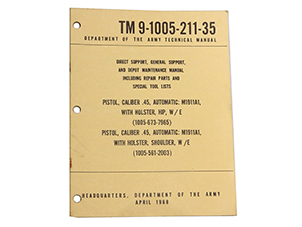 TM 9-1005-211-35
DEPARTMENT OF THE ARMY TECHNICAL MANUAL
DIRECT SUPPORT, GENERAL SUPPORT,
AND DEPOT MAINTENANCE MANUAL
INCLUDING REPAIR PARTS AND
SPECIAL TOOL LISTS
PISTOL, CALIBER .45, AUTOMATIC: M1911A1,
WITH HOLSTER, HIP, W/E
(1005-673-7965)
PISTOL, CALIBER .45, AUTOMATIC: M1911A1,
WITH HOLSTER, SHOULDER, W/E
(1005-561-2003)
HEADQUARTERS, DEPARTMENT OF THE ARMY
APRIL 1968